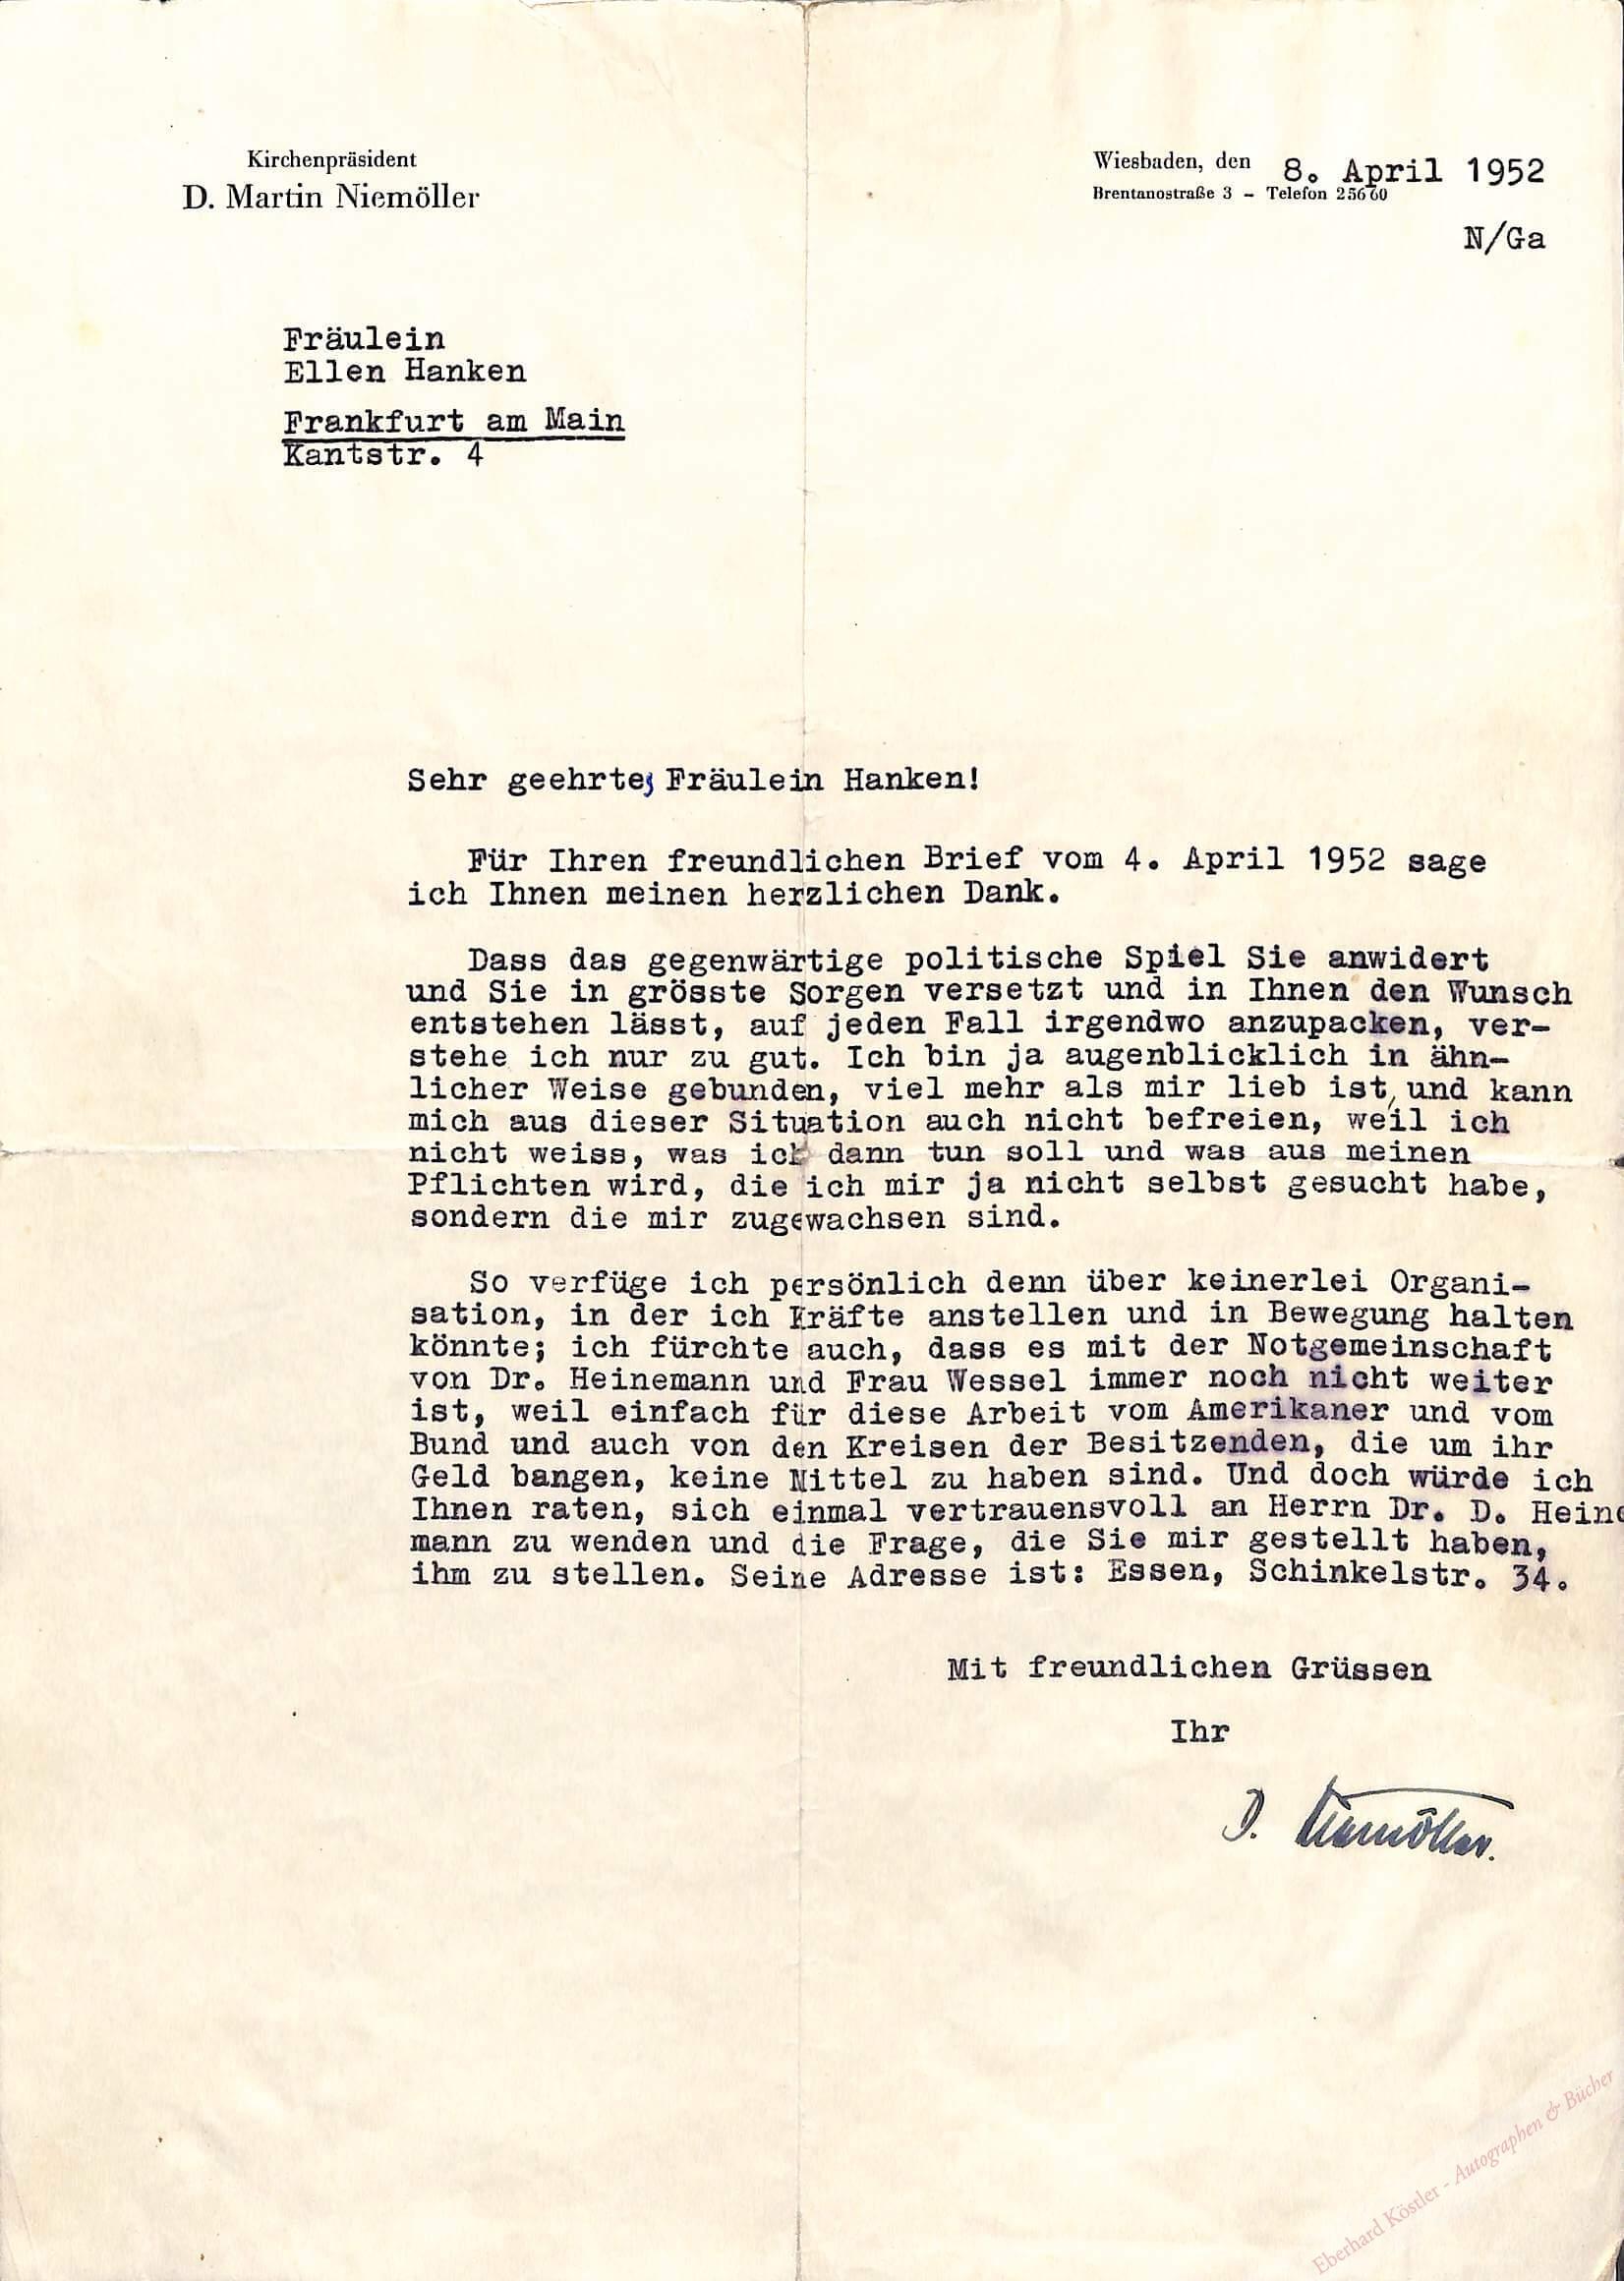 Kirchenpräsident
D. Martin Niemöller
Wiesbaden, den 8. April 1952
Brentanostraße 3 – Telefon 25660
N/Ga
Fräulein
Ellen Hanken
Frankfurt am Main
Kantstr. 4
Sehr geehrtes Fräulein Hanken!
Für Ihren freundlichen Brief vom 4. April 1952 sage
ich Ihnen meinen herzlichen Dank.
Dass das gegenwärtige politische Spiel Sie anwidert
und Sie in grösste Sorgen versetzt und in Ihnen den Wunsch
entstehen lässt, auf jeden Fall irgendwo anzupacken, ver-
stehe ich nur zu gut. Ich bin ja augenblicklich in ähn-
licher Weise gebunden, viel mehr als mir lieb ist, und kann
mich aus dieser Situation auch nicht befreien, weil ich
nicht weiss, was ich dann tun soll und was aus meinen
Pflichten wird, die ich mir ja nicht selbst gesucht habe,
sondern die mir zugewachsen sind.
So verfüge ich persönlich denn über keinerlei Organi-
sation, in der ich Kräfte anstellen und in Bewegung halten
könnte; ich fürchte auch, dass es mit der Notgemeinschaft
von Dr. Heinemann und Frau Wessel immer noch nicht weiter
ist, weil einfach für diese Arbeit vom Amerikaner und vom
Bund und auch von den Kreisen der Besitzenden, die um ihr
Geld bangen, keine Mittel zu haben sind. Und doch würde ich
Ihnen raten, sich einmal vertrauensvoll an Herrn Dr. D. Heine
mann zu wenden und die Frage, die Sie mir gestellt haben,
ihm zu stellen. Seine Adresse ist: Essen, Schinkelstr. 34.
Mit freundlichen Grüssen
Ihr
D. Niemöller.
Eberhard Köstler - Autographen & Bücher